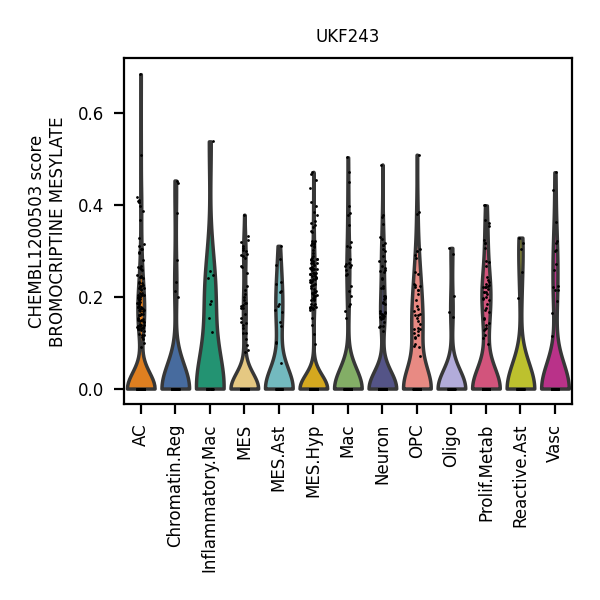 UKF243
CHEMBL1200503 score
BROMOCRIPTINE MESYLATE
0.6
0.4
0.2
0.0
AC
Chromatin.Reg
Inflammatory.Mac
MES
MES.Ast
MES.Hyp
Mac
Neuron
OPC
Oligo
Prolif.Metab
Reactive.Ast
Vasc